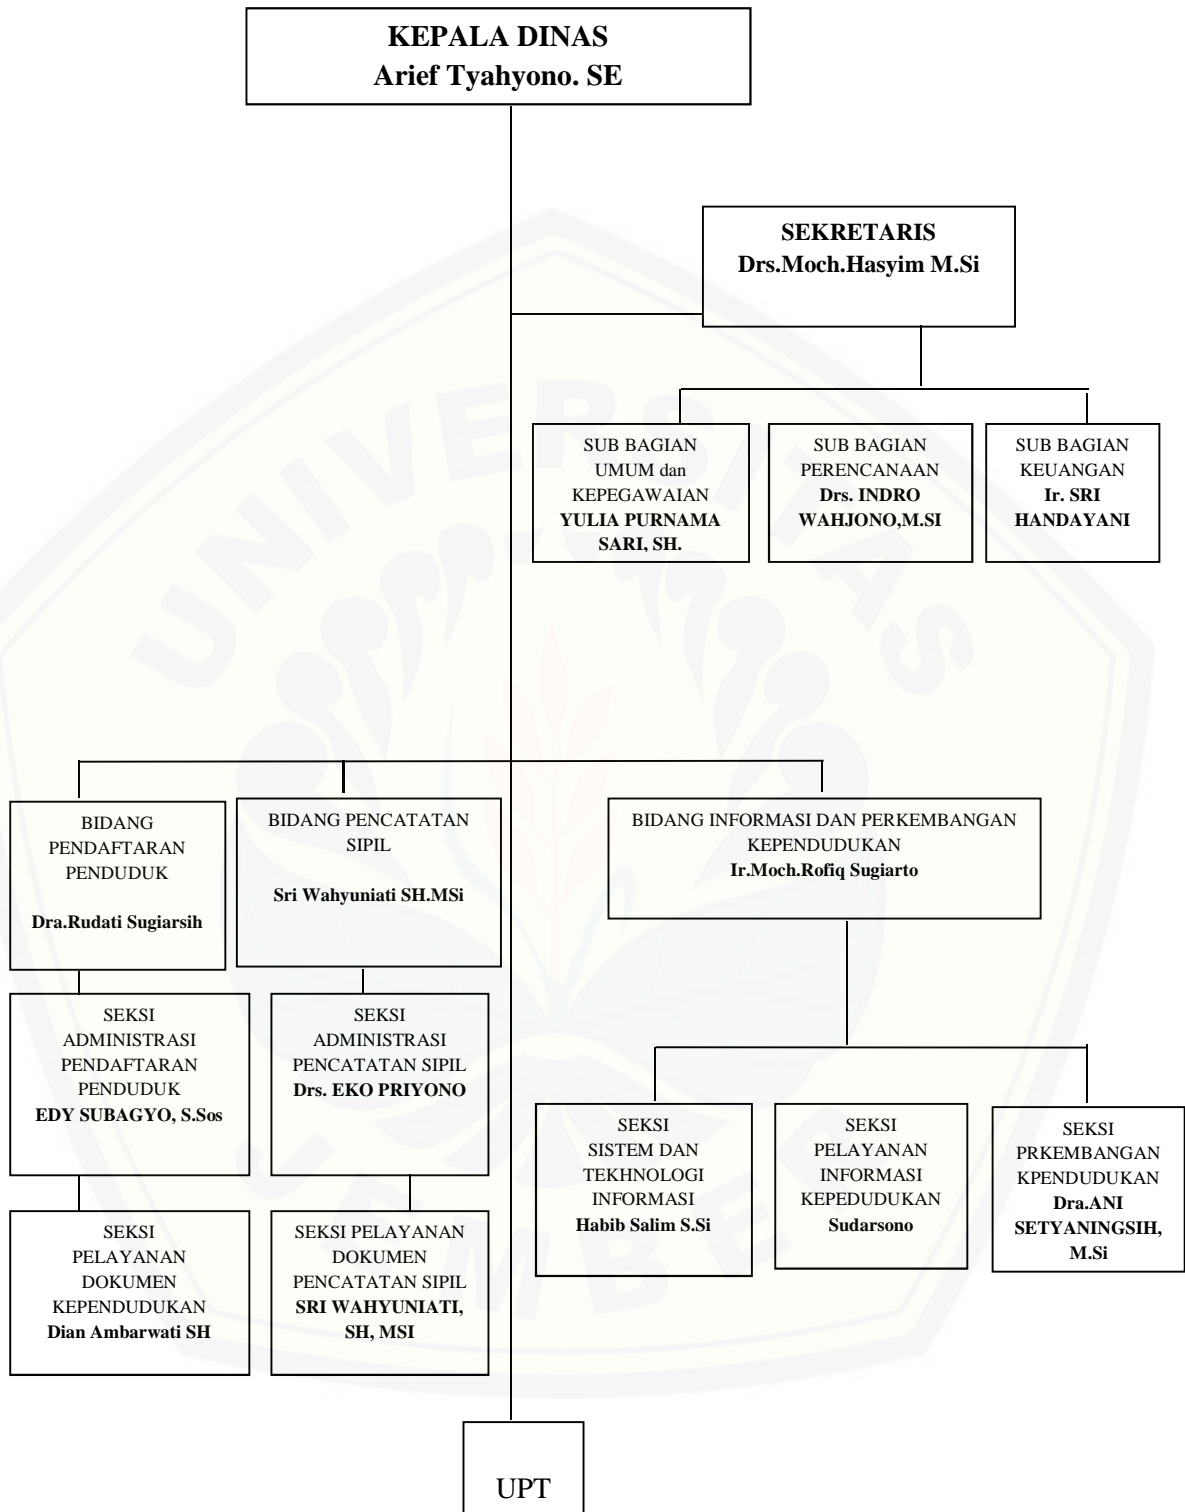 KEPALA DINAS
Arief Tyahyono. SE
SEKRETARIS
Drs.Moch.Hasyim M.Si
SUB BAGIAN
UMUM dan
KEPEGAWAIAN
YULIA PURNAMA
SARI, SH.
SUB BAGIAN
PERENCANAAN
Drs. INDRO
WAHJONO,M.SI
SUB BAGIAN
KEUANGAN
Ir. SRI
HANDAYANI
BIDANG
PENDAFTARAN
PENDUDUK
Dra.Rudati Sugiarsih
BIDANG PENCATATAN
SIPIL
Sri Wahyuniati SH.MSi
BIDANG INFORMASI DAN PERKEMBANGAN
KEPENDUDUKAN
Ir.Moch.Rofiq Sugiarto
SEKSI
ADMINISTRASI
PENDAFTARAN
PENDUDUK
EDY SUBAGYO, S.Sos
SEKSI
ADMINISTRASI
PENCATATAN SIPIL
Drs. EKO PRIYONO
SEKSI
SISTEM DAN
TEKHNOLOGI
INFORMASI
Habib Salim S.Si
SEKSI
PELAYANAN
INFORMASI
KEPEDUDUKAN
Sudarsono
SEKSI
PRKEMBANGAN
KPENDUDUKAN
Dra.ANI
SETYANINGSIH,
M.Si
SEKSI
PELAYANAN
DOKUMEN
KEPENDUDUKAN
Dian Ambarwati SH
SEKSI PELAYANAN
DOKUMEN
PENCATATAN SIPIL
SRI WAHYUNIATI,
SH, MSI
UPT
UNIVERSITAS
JEMBER